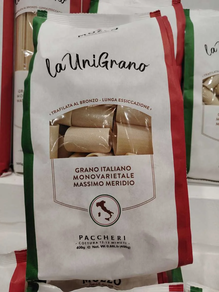 la UniGrano
• TRAFILATA AL BRONZO • LUNGA ESSICCAZIONE •
GRANO ITALIANO
MONOVARIETALE
MASSIMO MERIDIO
PACCHERI